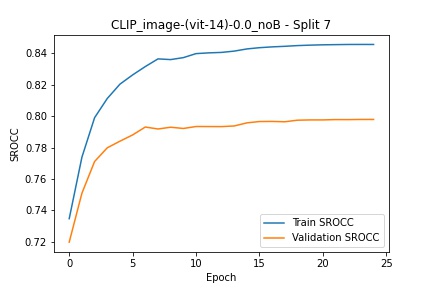 CLIP_image-(vit-14)-0.0_noB - Split 7
SROCC
0.84
0.82
0.80
0.78
0.76
0.74
0.72
0 5 10 15 20 25
Epoch
Train SROCC
Validation SROCC